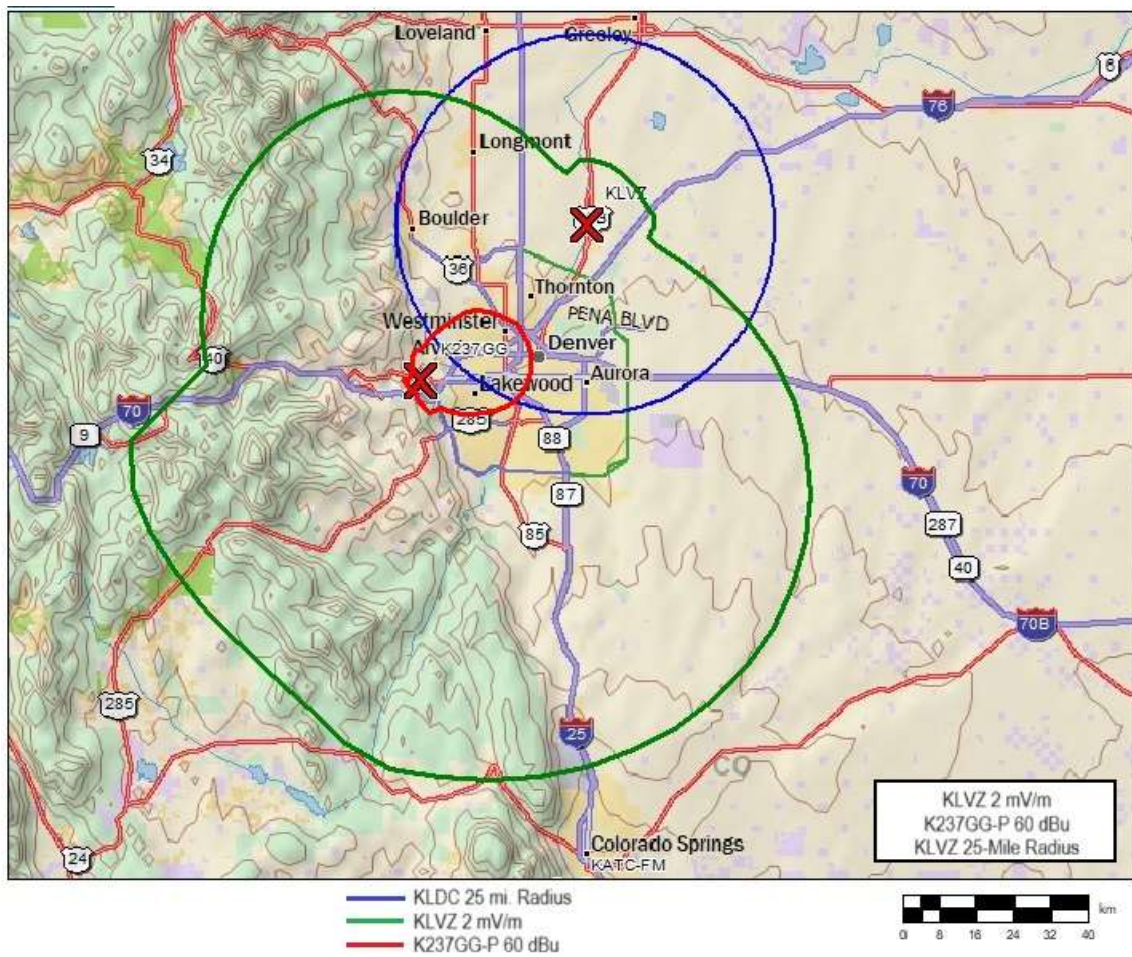 Loveland
Greeley
6
76
34
Longmont
KLVZ
Boulder
36
Thornton
Westminster
PENA BLVD
K237GG
Denver
40
Lakewood
Aurora
70
9
285
88
87
70
287
85
40
70B
285
25
CO
24
Colorado Springs
KATC-FM
KLVZ 2 mV/m
K237GG-P 60 dBu
KLVZ 25-Mile Radius
KLDC 25 mi. Radius
KLVZ 2 mV/m
K237GG-P 60 dBu
km
0 8 16 24 32 40